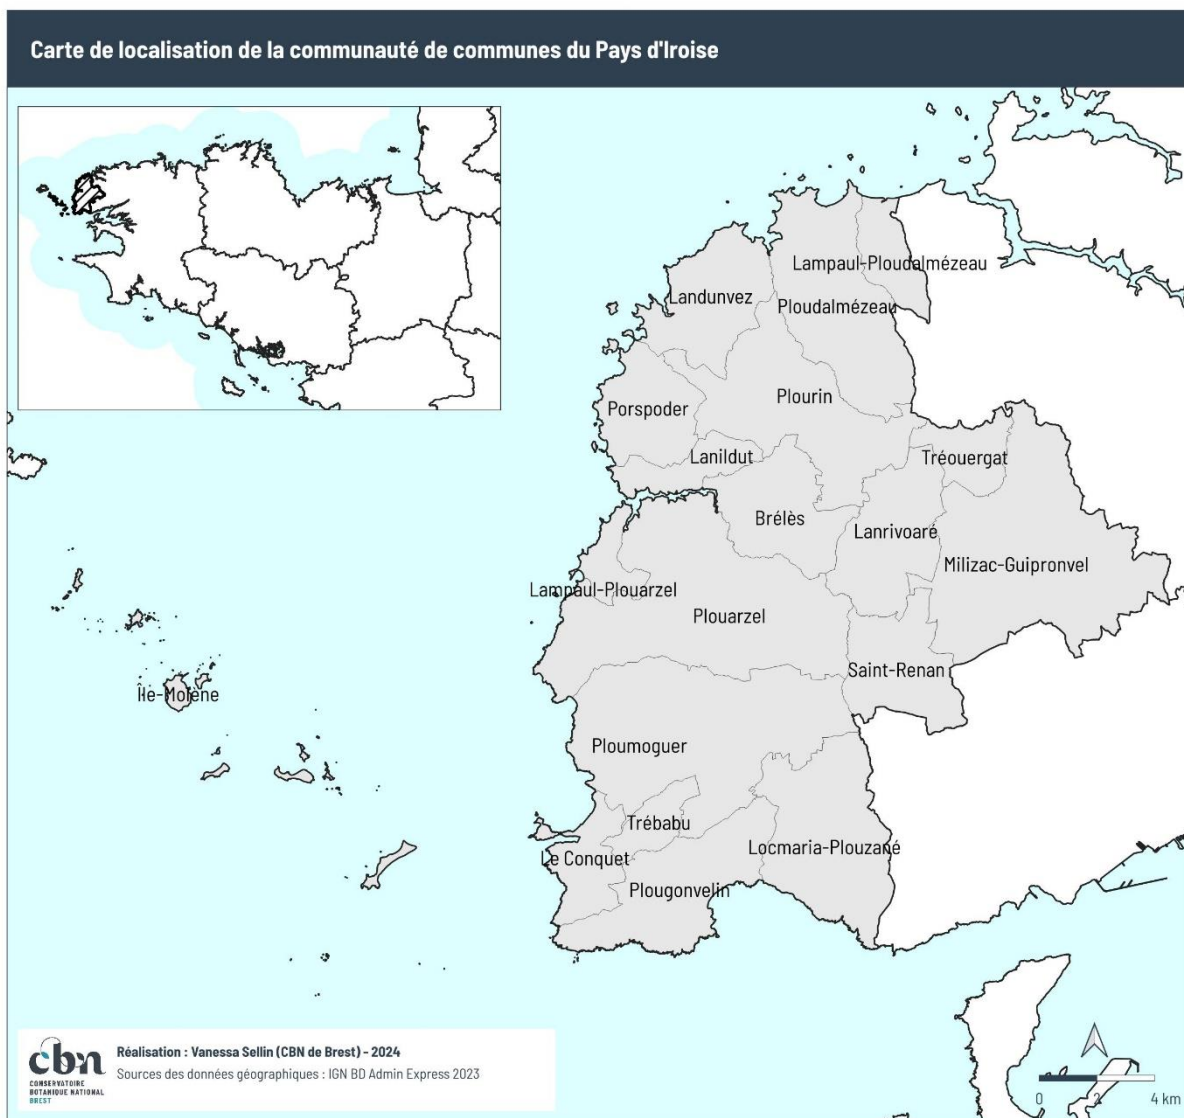 Carte de localisation de la communauté de communes du Pays d'Iroise
Lampaul-Ploudalmézeau
Landunvez
Ploudalmézeau
Plourin
Porspoder
Lanildut
Tréouergat
Brélès
Lanrivoaré
Milizac-Guipronvel
Lampaul-Plouarzel
Plouarzel
Saint-Renan
Île-Molène
Ploumoguer
Trébabu
Locmaria-Plouzané
Le Conquet
Plougonvelin
cbn
CONSERVATOIRE
BOTANIQUE NATIONAL
BREST
Réalisation : Vanessa Sellin (CBN de Brest) - 2024
Sources des données géographiques : IGN BD Admin Express 2023
0 2 4 km